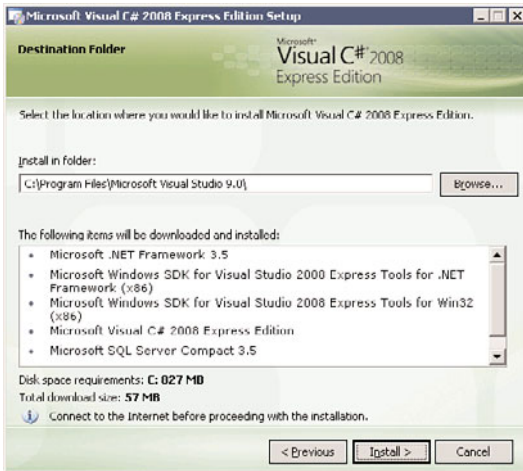 Microsoft Visual C# 2008 Express Edition Setup
Destination Folder
Microsoft
Visual C# 2008
Express Edition
Select the location where you would like to install Microsoft Visual C# 2008 Express Edition.
Install in folder:
C:\Program Files\Microsoft Visual Studio 9.0\
Browse...
The following items will be downloaded and installed:
Microsoft .NET Framework 3.5
Microsoft Windows SDK for Visual Studio 2008 Express Tools for .NET
Framework (x86)
Microsoft Windows SDK for Visual Studio 2008 Express Tools for Win32
(x86)
Microsoft Visual C# 2008 Express Edition
Microsoft SQL Server Compact 3.5
Disk space requirements: C: 827 MB
Total download size: 57 MB
Connect to the Internet before proceeding with the installation.
< Previous
Install >
Cancel